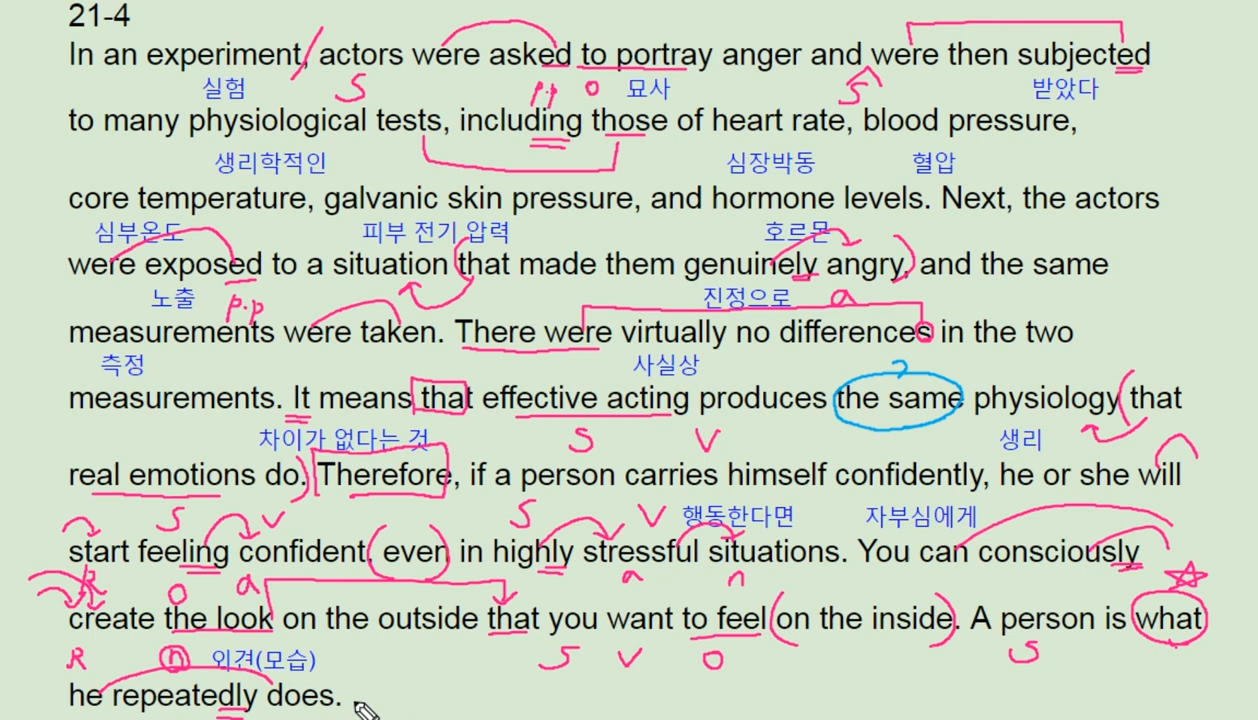 21-4
In an experiment, actors were asked to portray anger and were then subjected
실험 S p.p o 묘사 S 받았다
to many physiological tests, including those of heart rate, blood pressure,
생리학적인 심장박동 혈압
core temperature, galvanic skin pressure, and hormone levels. Next, the actors
심부온도 피부 전기 압력 호르몬
were exposed to a situation that made them genuinely angry, and the same
노출 p.p 진정으로 a
measurements were taken. There were virtually no differences in the two
측정 사실상
measurements. It means that effective acting produces the same physiology that
차이가 없다는 것 S V 생리
real emotions do. Therefore, if a person carries himself confidently, he or she will
S V S V 행동한다면 자부심에게
start feeling confident, even in highly stressful situations. You can consciously
R o a a n
create the look on the outside that you want to feel on the inside. A person is what
R n 외견(모습) S V O S
he repeatedly does.